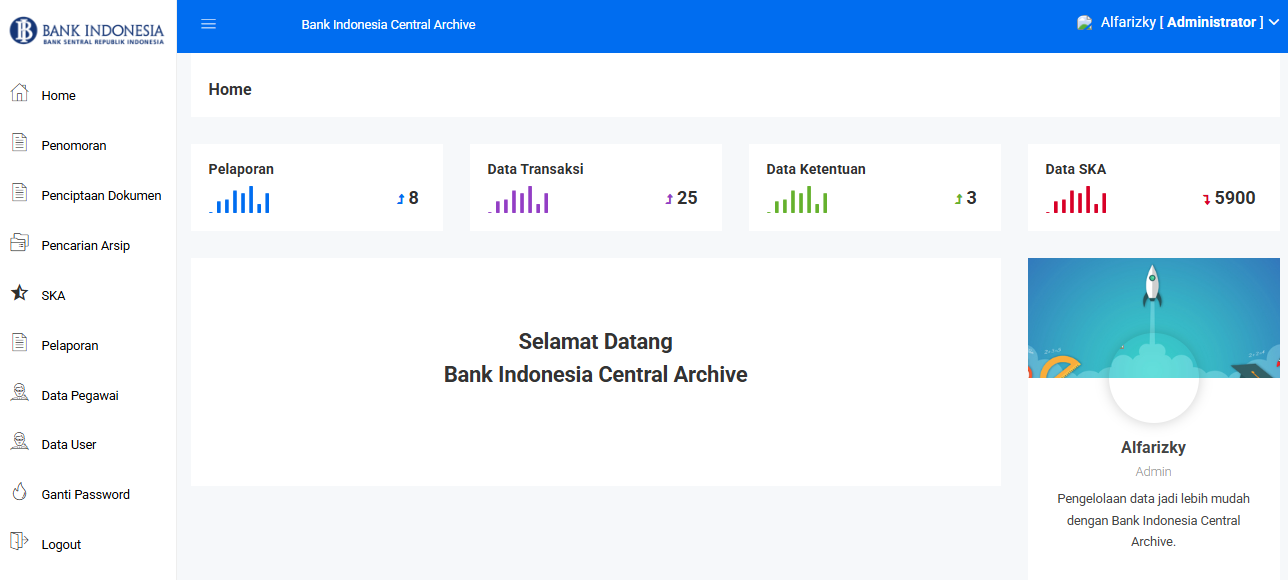 BANK INDONESIA
BANK SENTRAL REPUBLIK INDONESIA
Bank Indonesia Central Archive
Alfarizky [ Administrator ]
Home
Penomoran
Penciptaan Dokumen
Pencarian Arsip
SKA
Pelaporan
Data Pegawai
Data User
Ganti Password
Logout
Home
Pelaporan
8
Data Transaksi
25
Data Ketentuan
3
Data SKA
5900
Selamat Datang
Bank Indonesia Central Archive
Alfarizky
Admin
Pengelolaan data jadi lebih mudah
dengan Bank Indonesia Central
Archive.